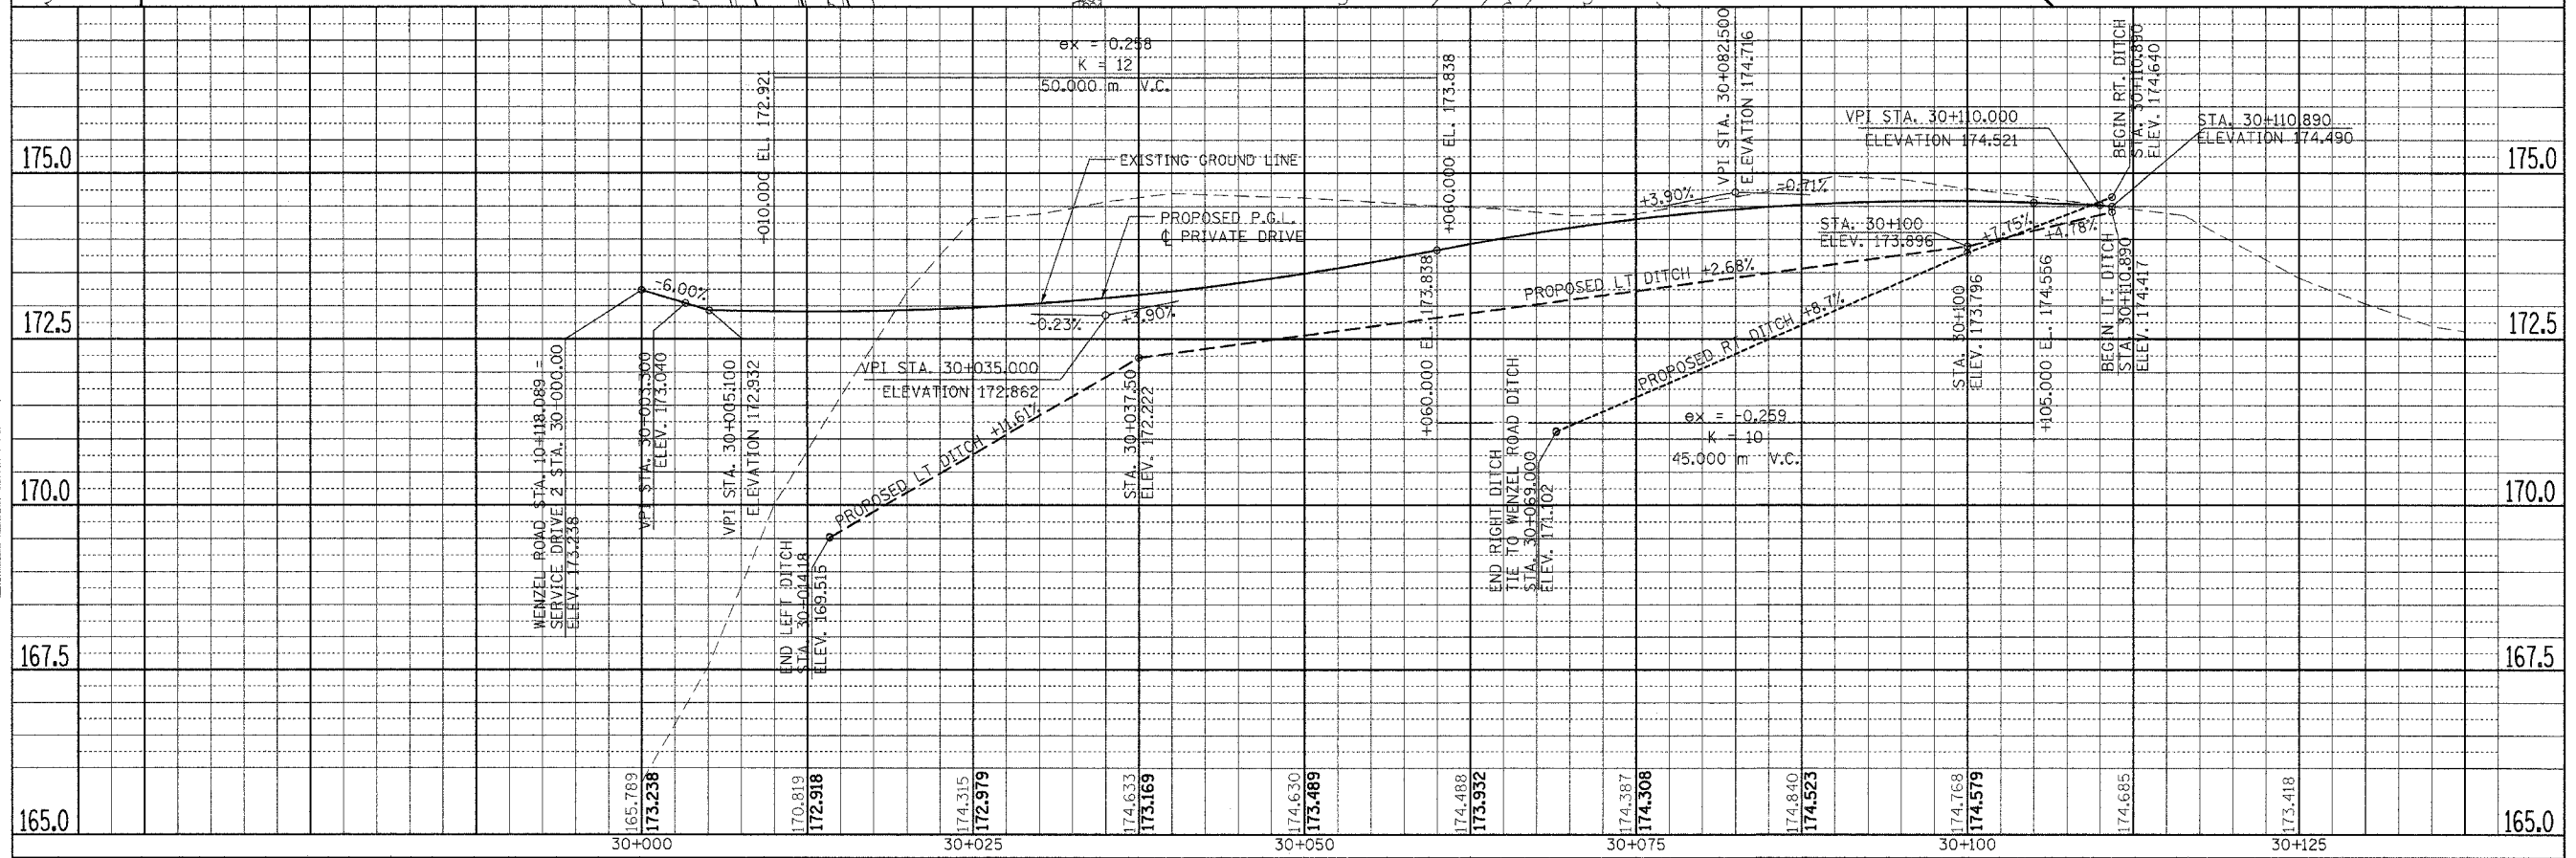 ex = 0.258
K = 12
50.000 m V.C.
+010.000 EL. 172.921
+060.000 EL. 173.838
VPI STA. 30+082.500
ELEVATION 174.716
BEGIN RT. DITCH
STA. 30+110.890
ELEV. 174.640
VPI STA. 30+110.000
ELEVATION 174.521
STA. 30+110.890
ELEVATION 174.490
175.0
EXISTING GROUND LINE
175.0
+3.90%
-0.71%
PROPOSED P.G.L.
℄ PRIVATE DRIVE
STA. 30+100
ELEV. 173.896
+7.75%
+4.78%
-6.00%
PROPOSED LT DITCH +2.68%
172.5
-0.23%
+3.90%
172.5
WENZEL ROAD STA. 10+118.089 =
SERVICE DRIVE 2 STA. 30+000.00
ELEV. 173.238
VPI STA. 30+003.300
ELEV. 173.040
VPI STA. 30+005.100
ELEVATION 172.932
VPI STA. 30+035.000
ELEVATION 172.862
+060.000 EL. 173.838
PROPOSED RT DITCH +8.7%
STA. 30+100
ELEV. 173.796
+105.000 EL. 174.556
BEGIN LT. DITCH
STA. 30+110.890
ELEV. 174.417
PROPOSED LT DITCH +11.61%
STA. 30+037.50
ELEV. 172.222
ex = -0.259
K = 10
45.000 m V.C.
170.0
170.0
END LEFT DITCH
STA. 30+014.18
ELEV. 169.515
END RIGHT DITCH
TIE TO WENZEL ROAD DITCH
STA. 30+069.000
ELEV. 171.102
167.5
167.5
165.0
165.789
173.238
170.819
172.918
174.315
172.979
174.633
173.169
174.630
173.489
174.488
173.932
174.387
174.308
174.840
174.523
174.768
174.579
174.685
173.418
165.0
30+000
30+025
30+050
30+075
30+100
30+125